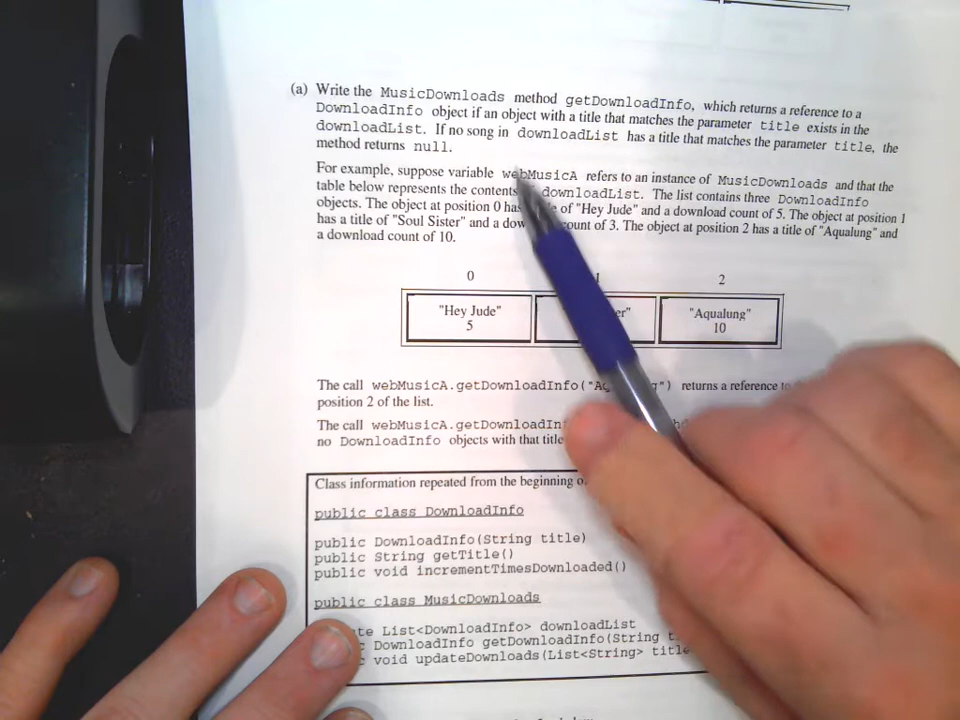 (a) Write the MusicDownloads method getDownloadInfo, which returns a reference to a
DownloadInfo object if an object with a title that matches the parameter title exists in the
downloadList. If no song in downloadList has a title that matches the parameter title, the
method returns null.
For example, suppose variable webMusicA refers to an instance of MusicDownloads and that the
table below represents the contents downloadList. The list contains three DownloadInfo
objects. The object at position 0 has of "Hey Jude" and a download count of 5. The object at position 1
has a title of "Soul Sister" and a count of 3. The object at position 2 has a title of "Aqualung" and
a download count of 10.
0 1 2
"Hey Jude" "Aqualung"
5 10
The call webMusicA.getDownloadInfo(" ") returns a reference
position 2 of the list.
The call webMusicA.
no DownloadInfo objects with that title
Class information repeated from the beginning
public class DownloadInfo
public DownloadInfo(String title)
public String getTitle()
public void incrementTimesDownloaded()
public class MusicDownloads
List<DownloadInfo> downloadList
DownloadInfo getDownloadInfo(String
void updateDownloads(List<String>